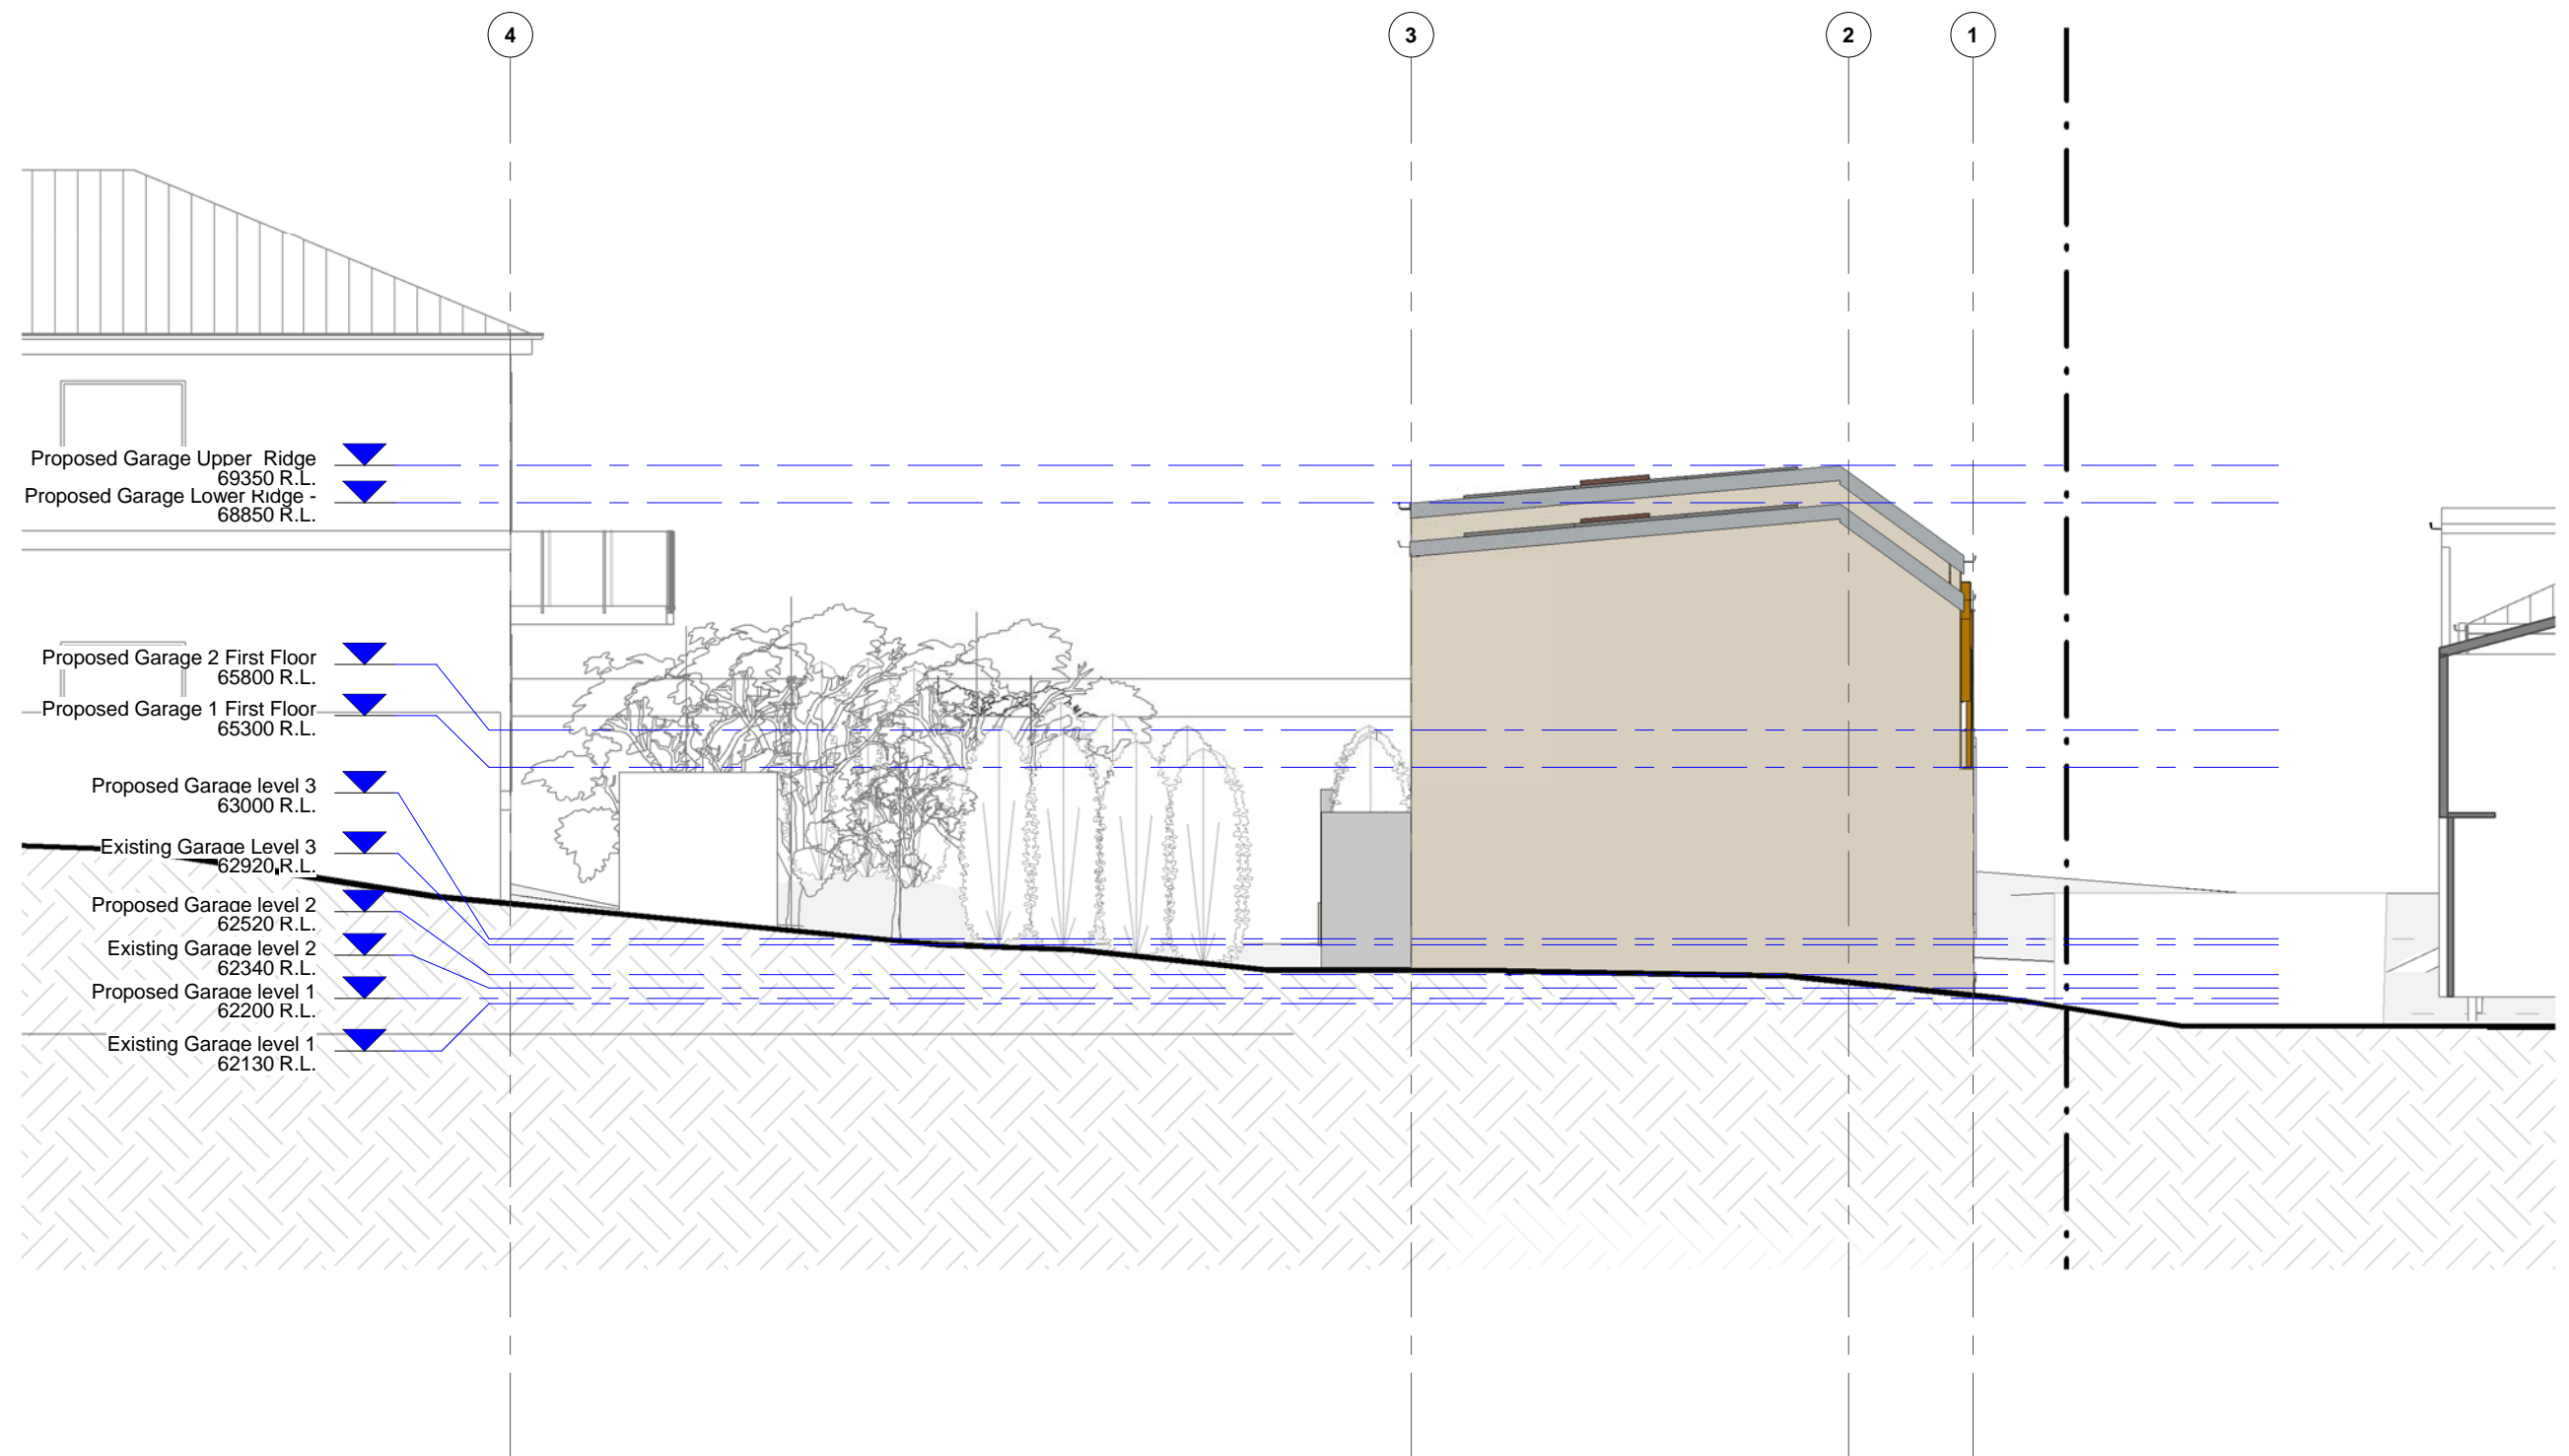 4
3
2
1
Proposed Garage Upper Ridge
69350 R.L.
Proposed Garage Lower Ridge -
68850 R.L.
Proposed Garage 2 First Floor
65800 R.L.
Proposed Garage 1 First Floor
65300 R.L.
Proposed Garage level 3
63000 R.L.
Existing Garage Level 3
62920 R.L.
Proposed Garage level 2
62520 R.L.
Existing Garage level 2
62340 R.L.
Proposed Garage level 1
62200 R.L.
Existing Garage level 1
62130 R.L.